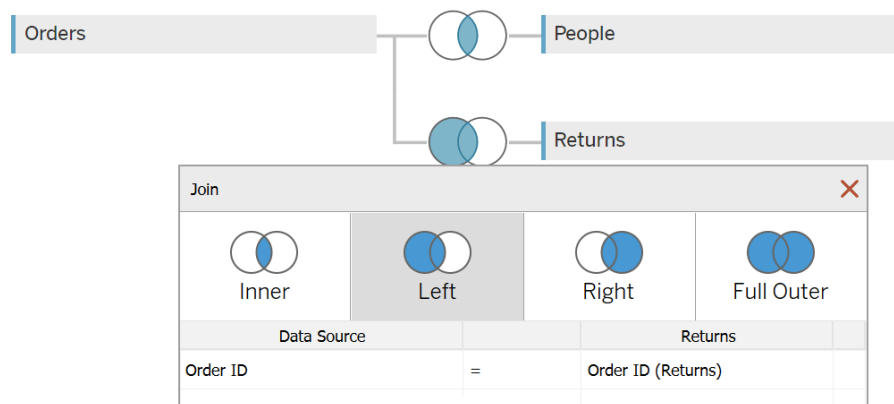 Orders
People
Returns
Join
Inner
Left
Right
Full Outer
Data Source
Returns
Order ID
=
Order ID (Returns)